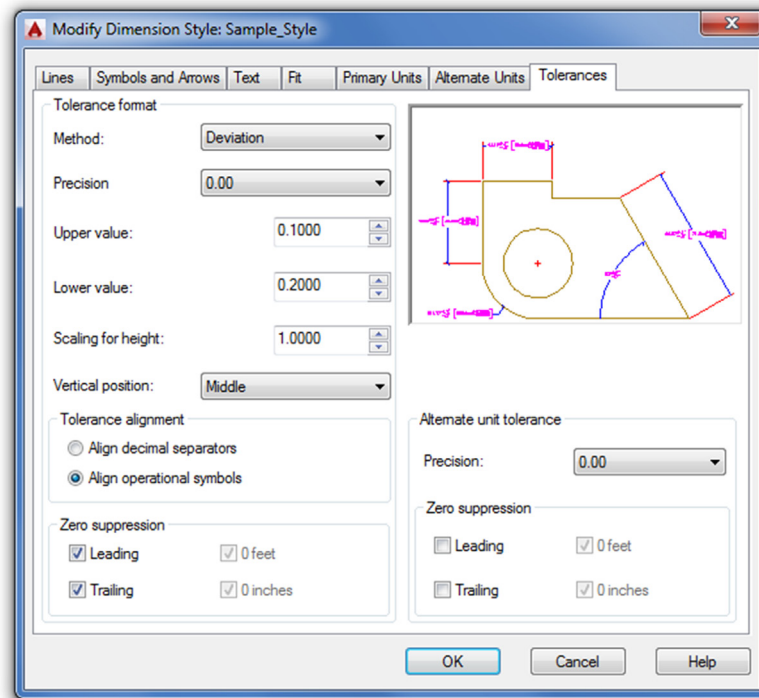 Modify Dimension Style: Sample_Style
Lines Symbols and Arrows Text Fit Primary Units Alternate Units Tolerances
Tolerance format
Method: Deviation
Precision 0.00
Upper value: 0.1000
Lower value: 0.2000
Scaling for height: 1.0000
Vertical position: Middle
Tolerance alignment
Align decimal separators
Align operational symbols
Zero suppression
Leading 0 feet
Trailing 0 inches
Alternate unit tolerance
Precision: 0.00
Zero suppression
Leading 0 feet
Trailing 0 inches
OK Cancel Help